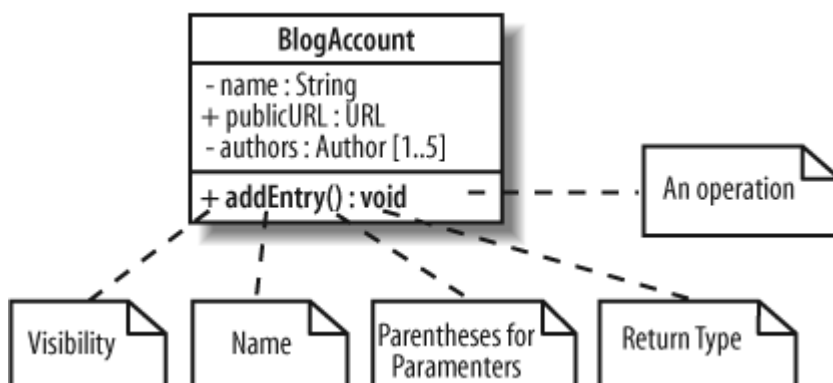 BlogAccount
- name : String
+ publicURL : URL
- authors : Author [1..5]
+ addEntry() : void
An operation
Visibility
Name
Parentheses for
Paramenters
Return Type